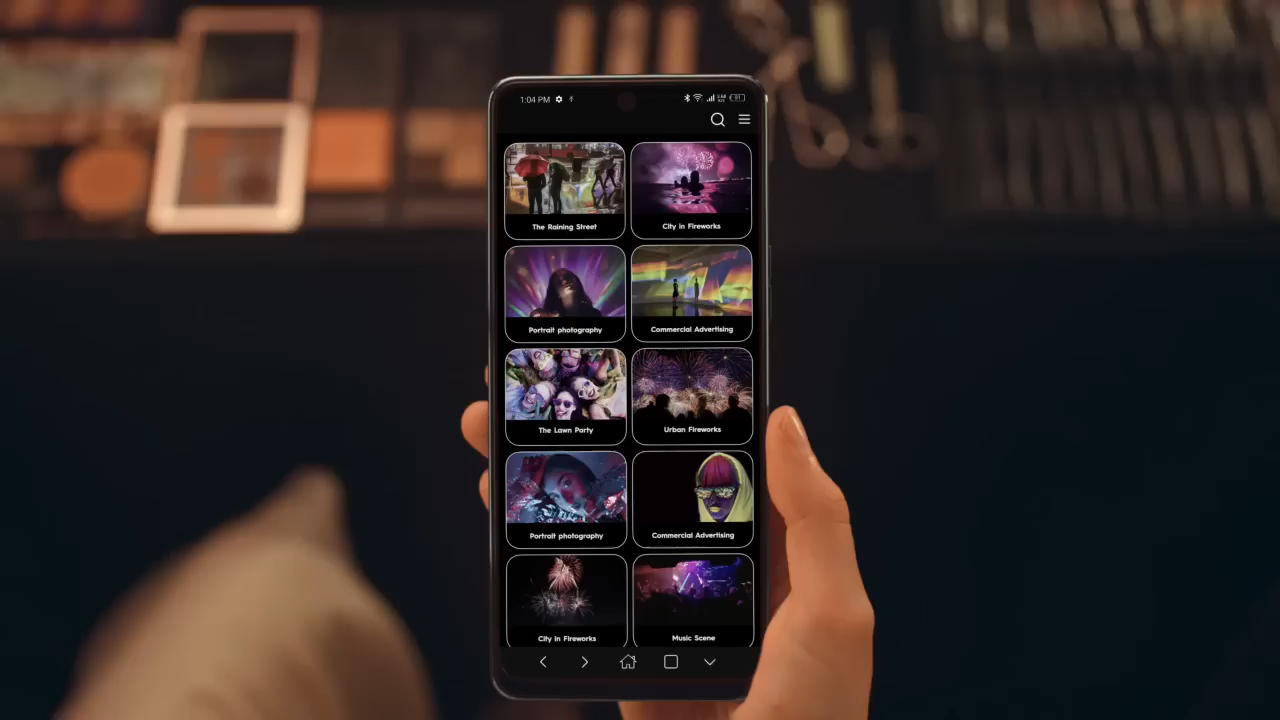 1:04 PM
The Raining Street
City in Fireworks
Portrait photography
Commercial Advertising
The Lawn Party
Urban Fireworks
Portrait photography
Commercial Advertising
City in Fireworks
Music Scene